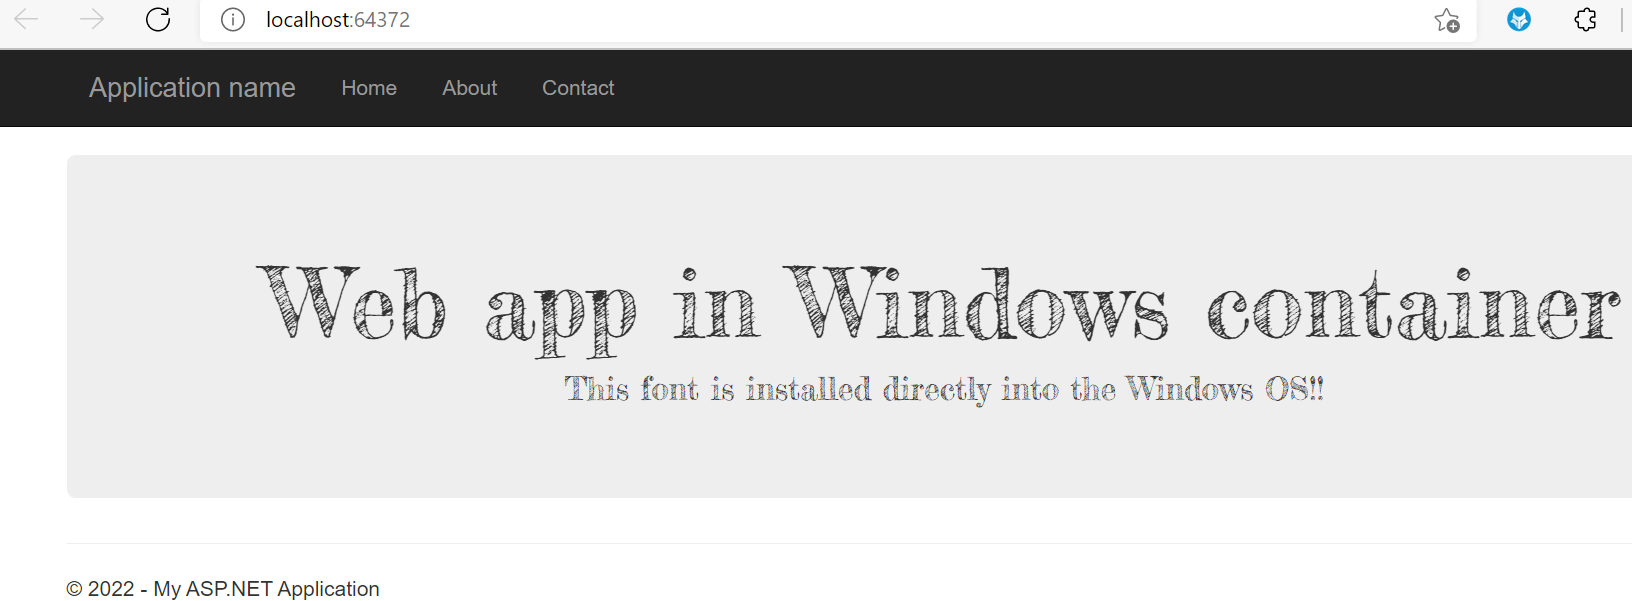 localhost:64372
Application name Home About Contact
Web app in Windows container
This font is installed directly into the Windows OS!!
© 2022 - My ASP.NET Application